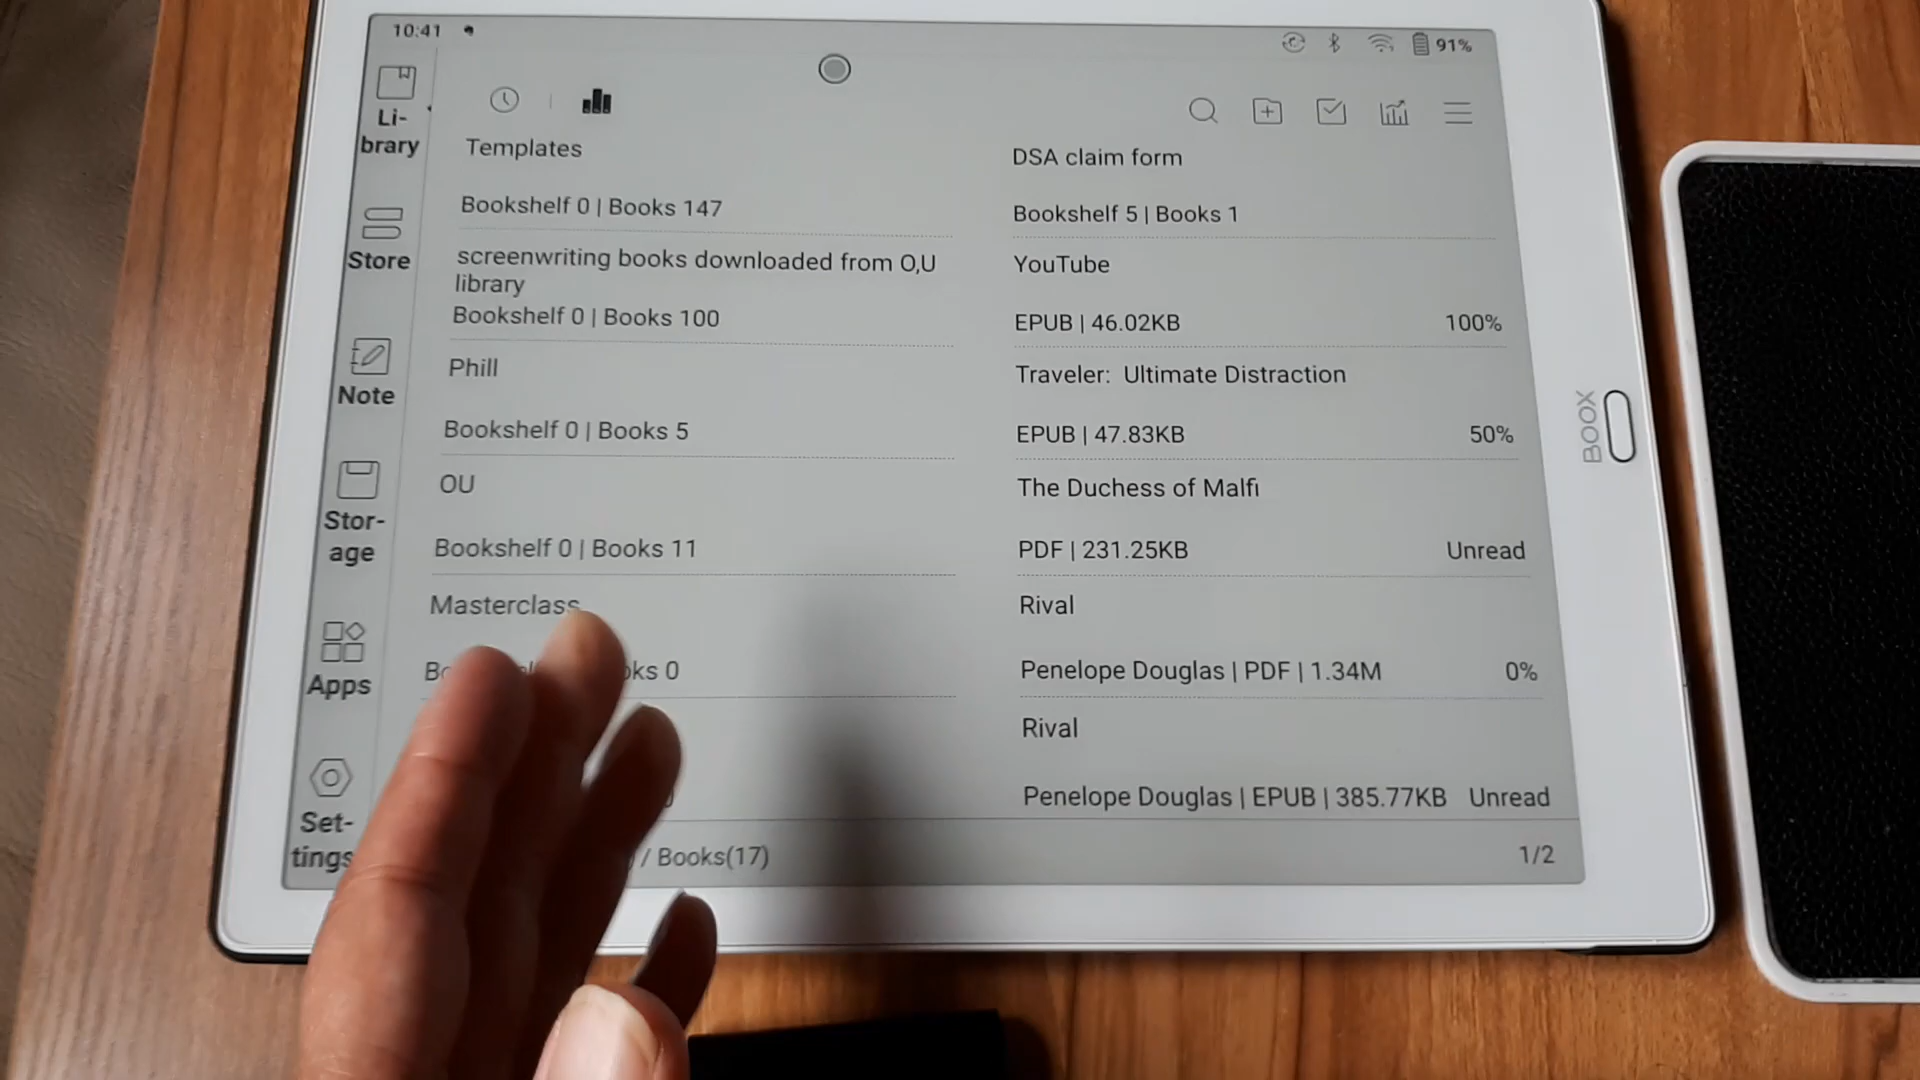 10:41
91%
Li-
brary
Store
Note
Stor-
age
Apps
Set-
tings
Templates
Bookshelf 0 | Books 147
screenwriting books downloaded from O,U
library
Bookshelf 0 | Books 100
Phill
Bookshelf 0 | Books 5
OU
Bookshelf 0 | Books 11
Masterclass
0
DSA claim form
Bookshelf 5 | Books 1
YouTube
EPUB | 46.02KB 100%
Traveler: Ultimate Distraction
EPUB | 47.83KB 50%
The Duchess of Malfi
PDF | 231.25KB Unread
Rival
Penelope Douglas | PDF | 1.34M 0%
Rival
Penelope Douglas | EPUB | 385.77KB Unread
/ Books(17)
1/2
BOOX